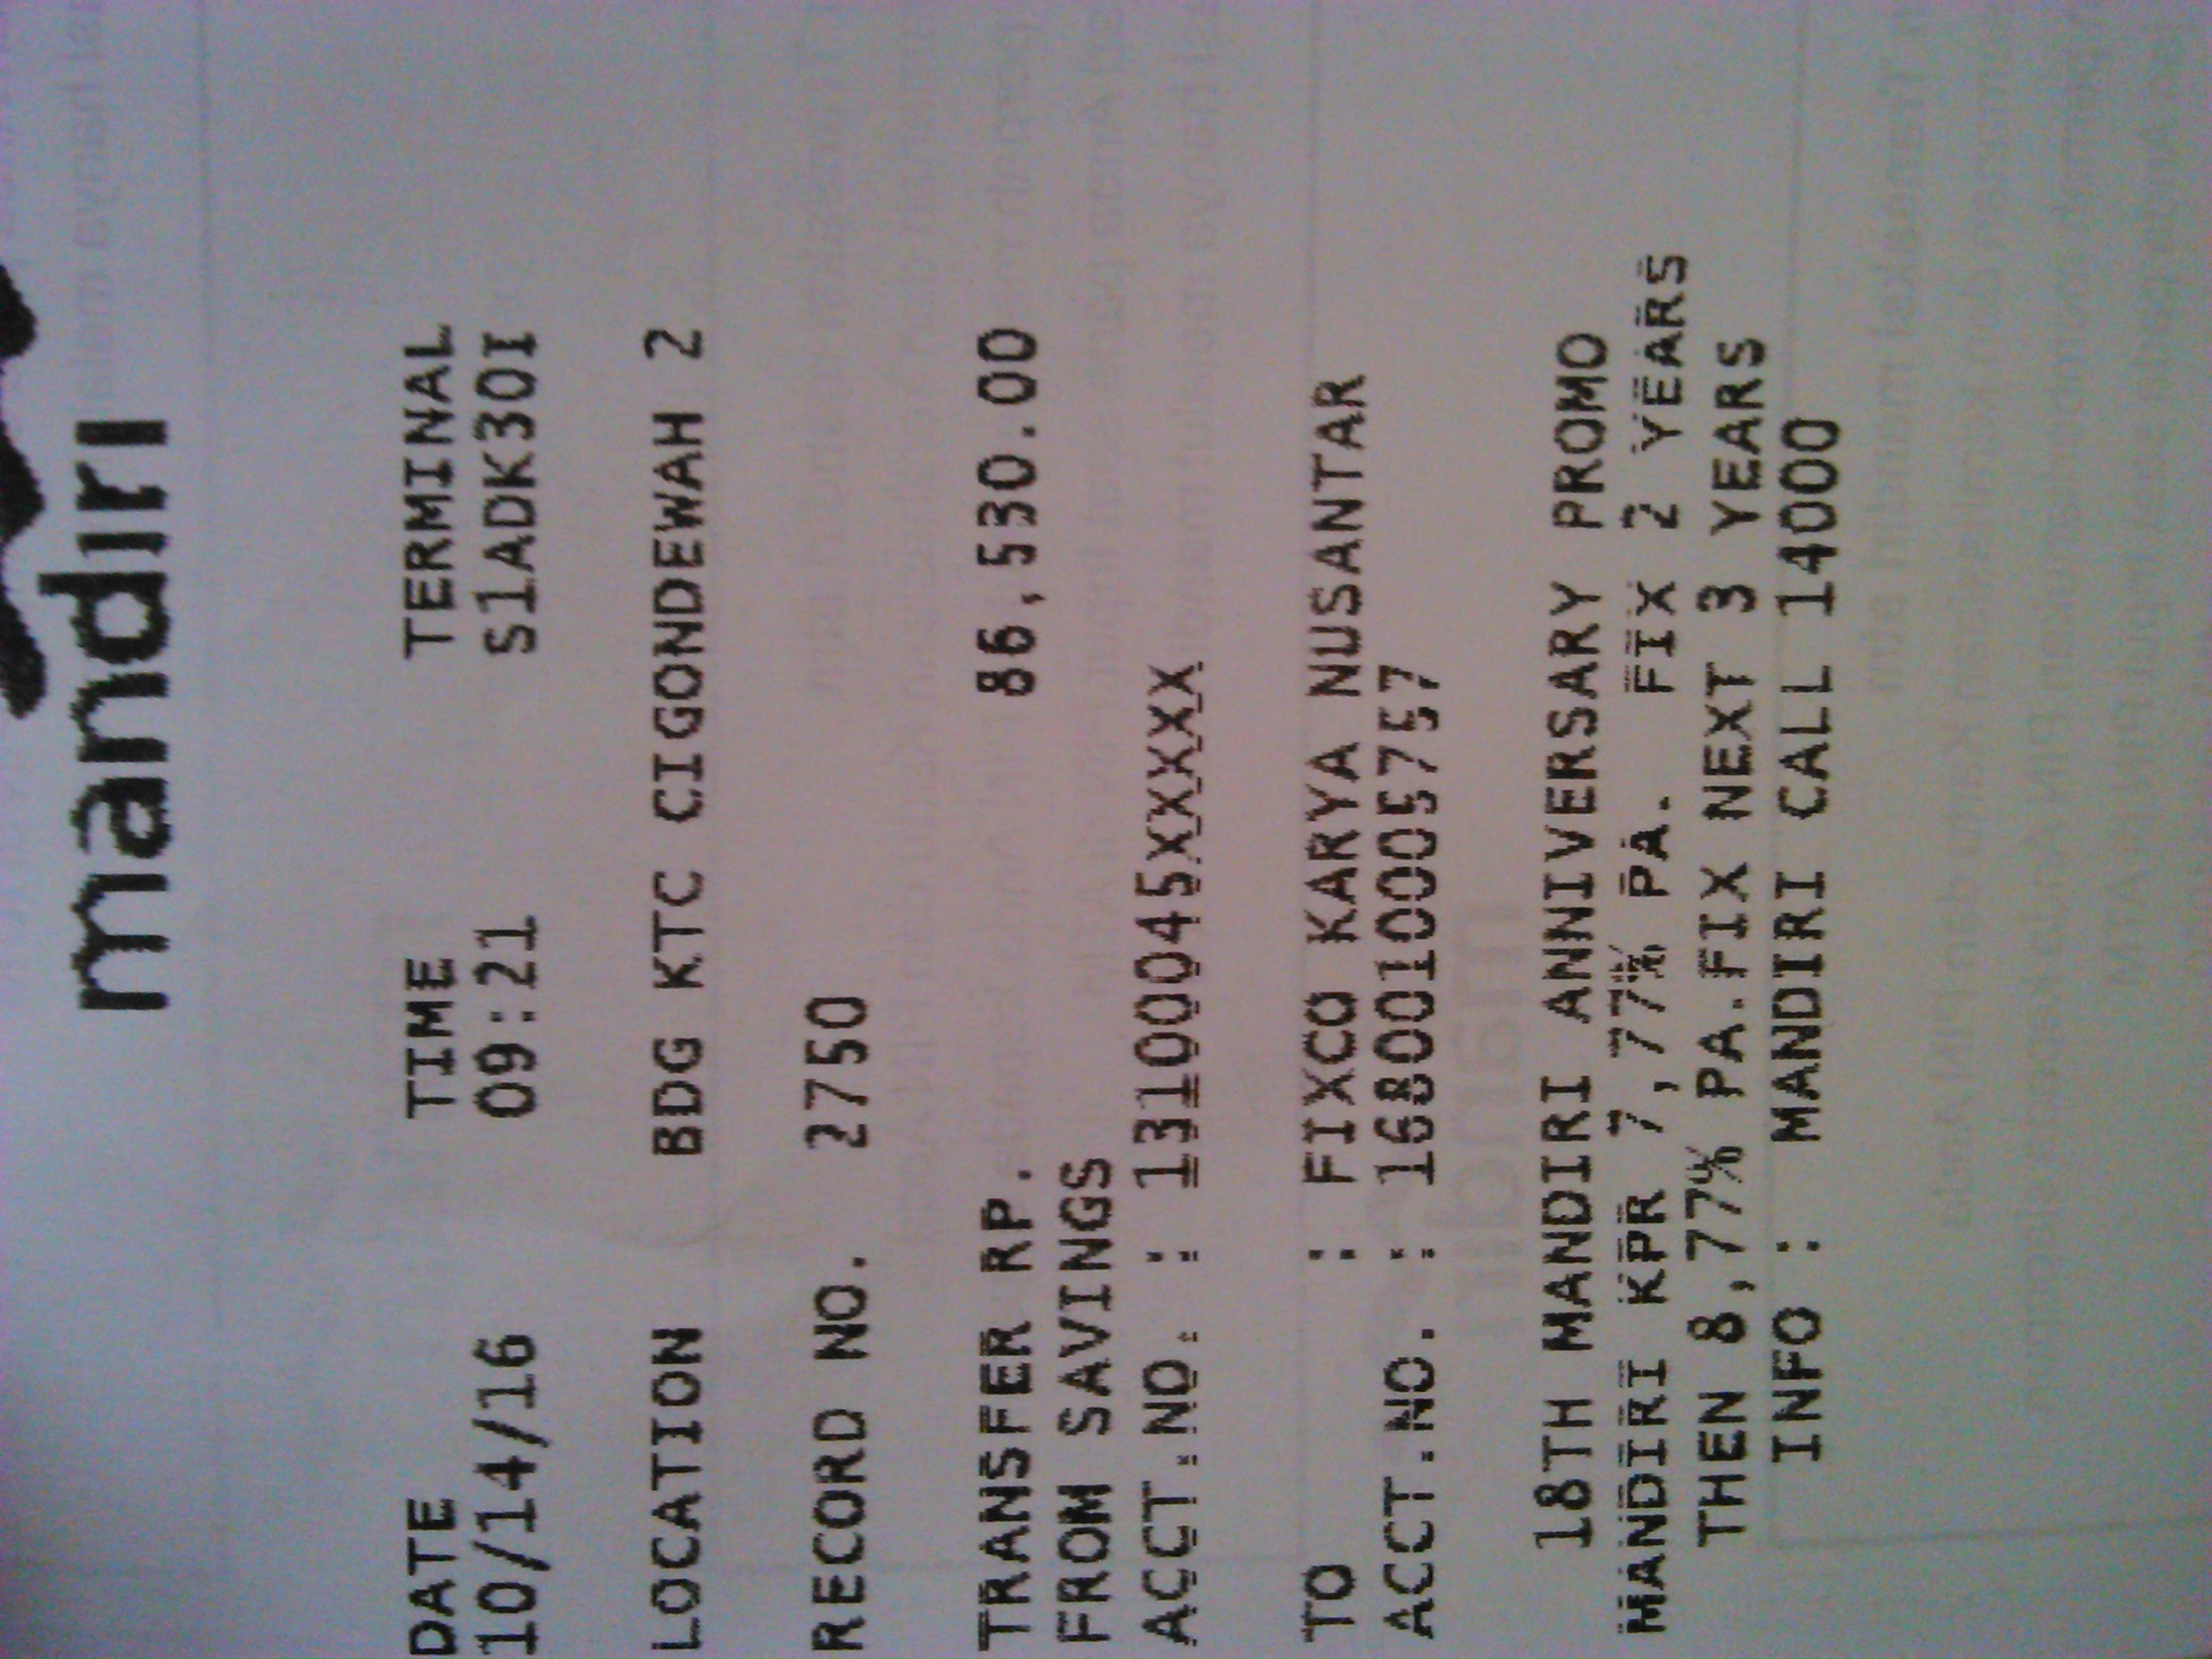 mandırı
DATE TIME TERMINAL
10/14/16 09:21 S1ADK30I
LOCATION BDG KTC CIGONDEWAH 2
RECORD NO. 2750
TRANSFER RP. 86,530.00
FROM SAVINGS
ACCT.NO. : 13100045XXXXX
TO : FIXCO KARYA NUSANTAR
ACCT.NO. : 1680010005757
18TH MANDIRI ANNIVERSARY PROMO
MANDIRI KPR 7,77% PA. FIX 2 YEARS
THEN 8,77% PA.FIX NEXT 3 YEARS
INFO : MANDIRI CALL 14000